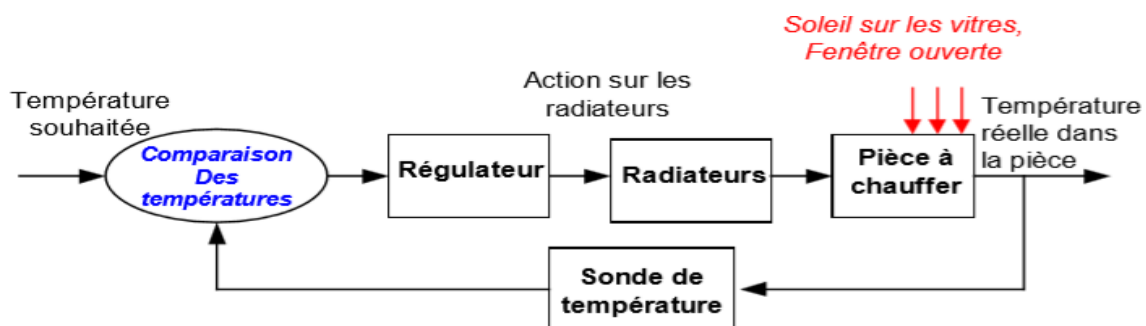 Soleil sur les vitres,
Fenêtre ouverte
Température
souhaitée
Comparaison
Des
températures
Régulateur
Action sur les
radiateurs
Radiateurs
Pièce à
chauffer
Température
réelle dans
la pièce
Sonde de
température